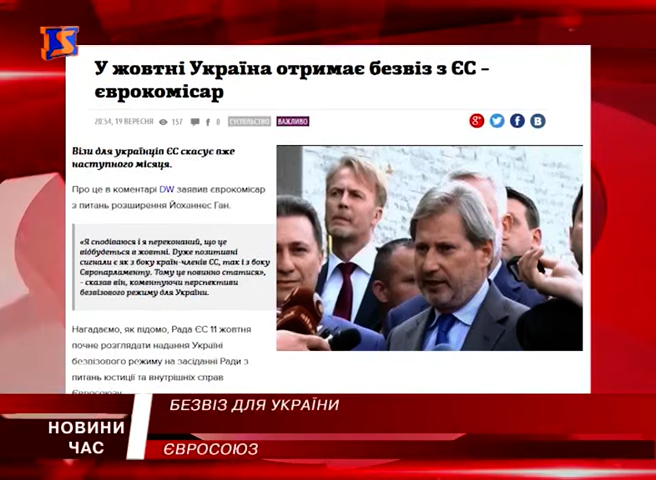 IS
У жовтні Україна отримає безвіз з ЄС –
єврокомісар
20:54, 19 ВЕРЕСНЯ 157 0 СУСПІЛЬСТВО ВАЖЛИВО
Візи для українців ЄС скасує вже
наступного місяця.
Про це в коментарі DW заявив єврокомісар
з питань розширення Йоханнес Ган.
«Я сподіваюся і я переконаний, що це
відбудеться в жовтні. Дуже позитивні
сигнали є як з боку країн-членів ЄС, так і з боку
Європарламенту. Тому це повинно статися»,
- сказав він, коментуючи перспективи
безвізового режиму для України.
Нагадаємо, як відомо, Рада ЄС 11 жовтня
почне розглядати надання Україні
безвізового режиму на засіданні Ради з
питань юстиції та внутрішніх справ
Євросоюзу
БЕЗВІЗ ДЛЯ УКРАЇНИ
НОВИНИ
ЧАС
ЄВРОСОЮЗ